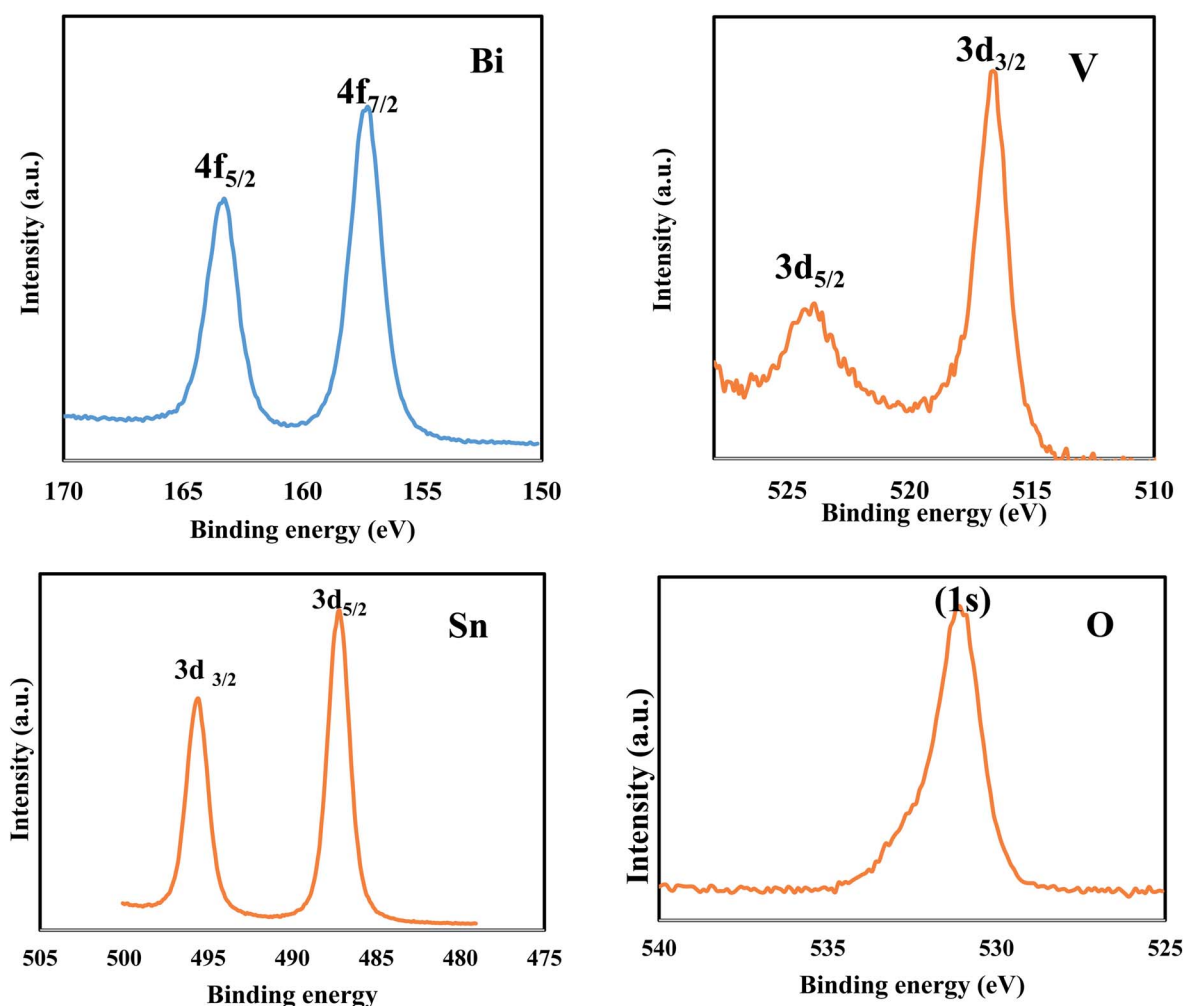 Bi
4f7/2
4f5/2
Intensity (a.u.)
170 165 160 155 150
Binding energy (eV)
V
3d3/2
3d5/2
Intensity (a.u.)
525 520 515 510
Binding energy (eV)
Sn
3d5/2
3d 3/2
Intensity (a.u.)
505 500 495 490 485 480 475
Binding energy
O
(1s)
Intensity (a.u.)
540 535 530 525
Binding energy (eV)